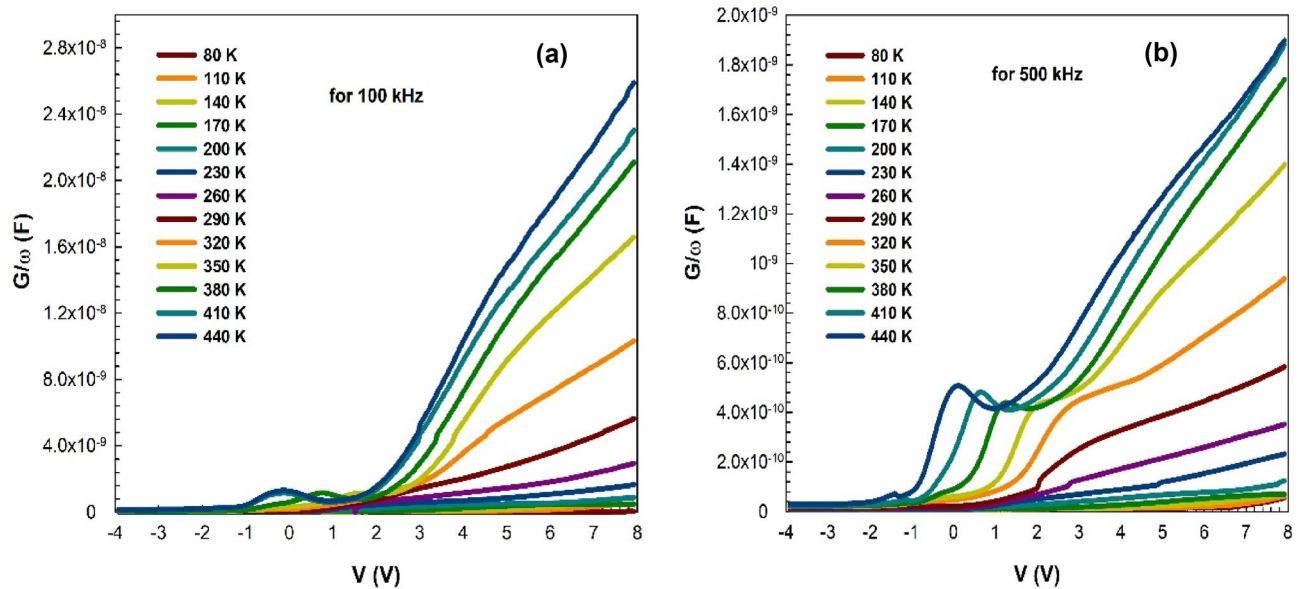 (a)
for 100 kHz
80 K
110 K
140 K
170 K
200 K
230 K
260 K
290 K
320 K
350 K
380 K
410 K
440 K
G/ω (F)
2.8x10⁻⁸
2.4x10⁻⁸
2.0x10⁻⁸
1.6x10⁻⁸
1.2x10⁻⁸
8.0x10⁻⁹
4.0x10⁻⁹
0
-4 -3 -2 -1 0 1 2 3 4 5 6 7 8
V (V)
(b)
for 500 kHz
80 K
110 K
140 K
170 K
200 K
230 K
260 K
290 K
320 K
350 K
380 K
410 K
440 K
G/ω (F)
2.0x10⁻⁹
1.8x10⁻⁹
1.6x10⁻⁹
1.4x10⁻⁹
1.2x10⁻⁹
10⁻⁹
8.0x10⁻¹⁰
6.0x10⁻¹⁰
4.0x10⁻¹⁰
2.0x10⁻¹⁰
0
-4 -3 -2 -1 0 1 2 3 4 5 6 7 8
V (V)